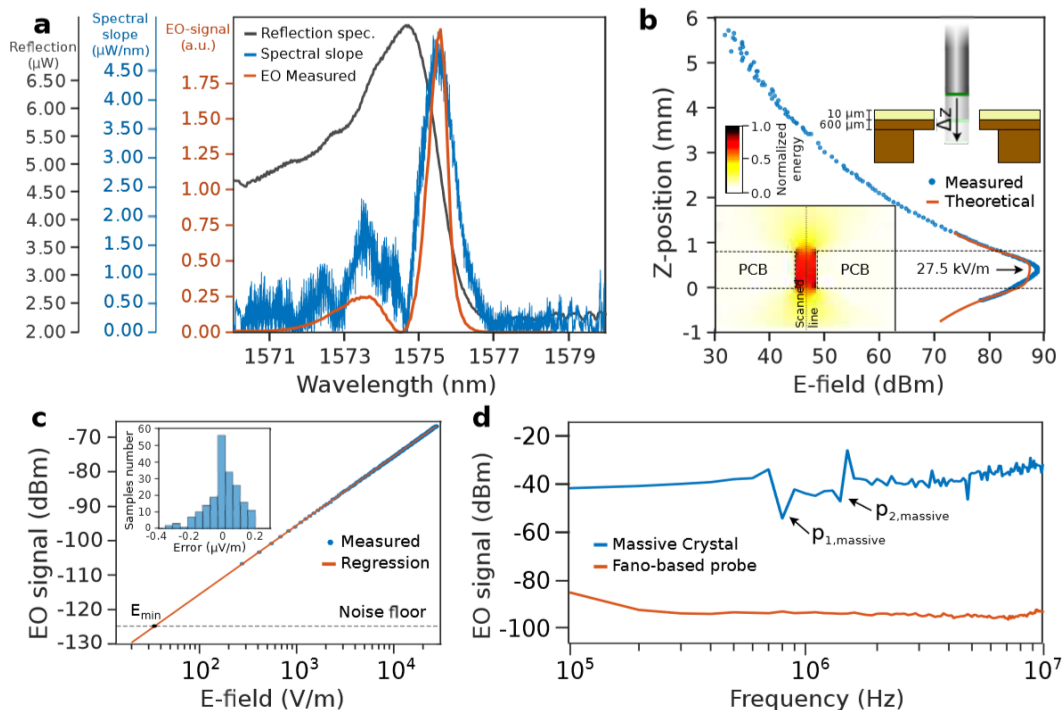 a
Reflection
(μW)
Spectral
slope
(μW/nm)
EO-signal
(a.u.)
Reflection spec.
Spectral slope
EO Measured
6.50
6.00
5.50
5.00
4.50
4.00
3.50
3.00
2.50
2.00
4.50
4.00
3.50
3.00
2.50
2.00
1.50
1.00
0.50
0.00
1.75
1.50
1.25
1.00
0.75
0.50
0.25
0.00
1571 1573 1575 1577 1579
Wavelength (nm)
b
Z-position (mm)
6
5
4
3
2
1
0
-1
10 μm
600 μm
Δz
1.0
0.5
0.0
Normalized
energy
Measured
Theoretical
PCB
PCB
Scanned
line
27.5 kV/m
30 40 50 60 70 80 90
E-field (dBm)
c
EO signal (dBm)
-70
-80
-90
-100
-110
-120
-130
Samples number
60
50
40
30
20
10
0
-0.4 -0.2 0 0.2
Error (μV/m)
Measured
Regression
Emin
Noise floor
10² 10³ 10⁴
E-field (V/m)
d
EO signal (dBm)
-20
-40
-60
-80
-100
p1,massive
p2,massive
Massive Crystal
Fano-based probe
10⁵ 10⁶ 10⁷
Frequency (Hz)